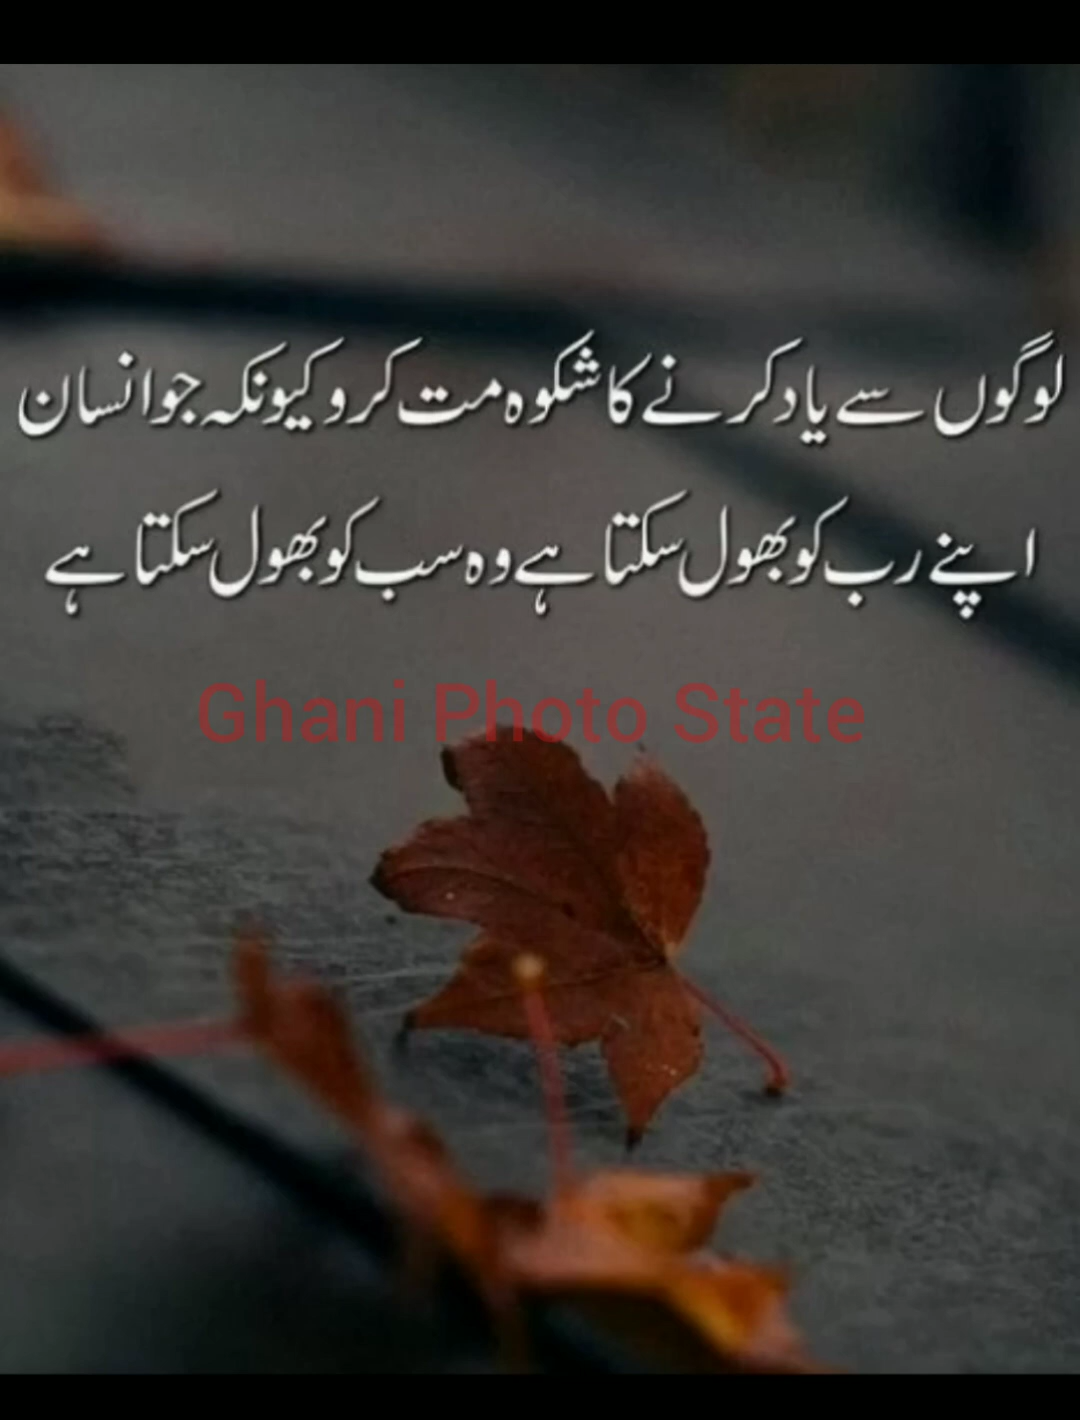 لوگوں سے یاد کرنے کا شکوہ مت کرو کیونکہ جو انسان
اپنے رب کو بھول سکتا ہے وہ سب کو بھول سکتا ہے
Ghani Photo State